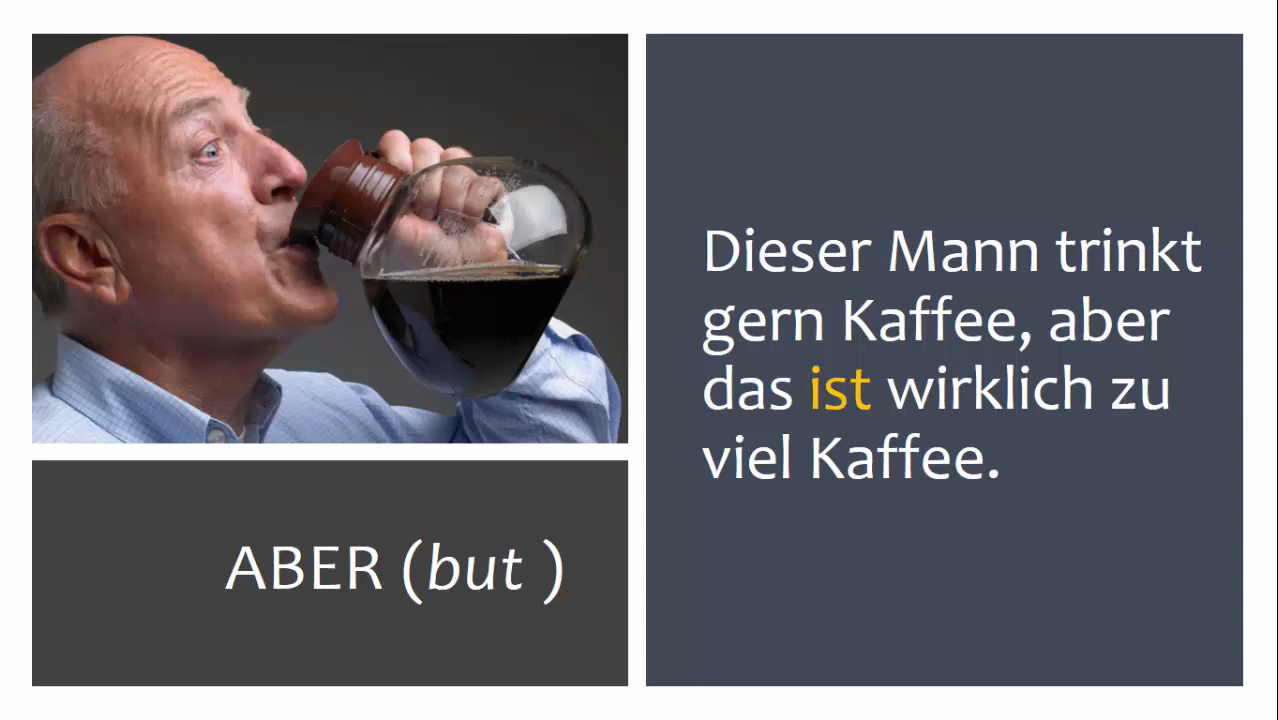 Dieser Mann trinkt
gern Kaffee, aber
das ist wirklich zu
viel Kaffee.
ABER (but )